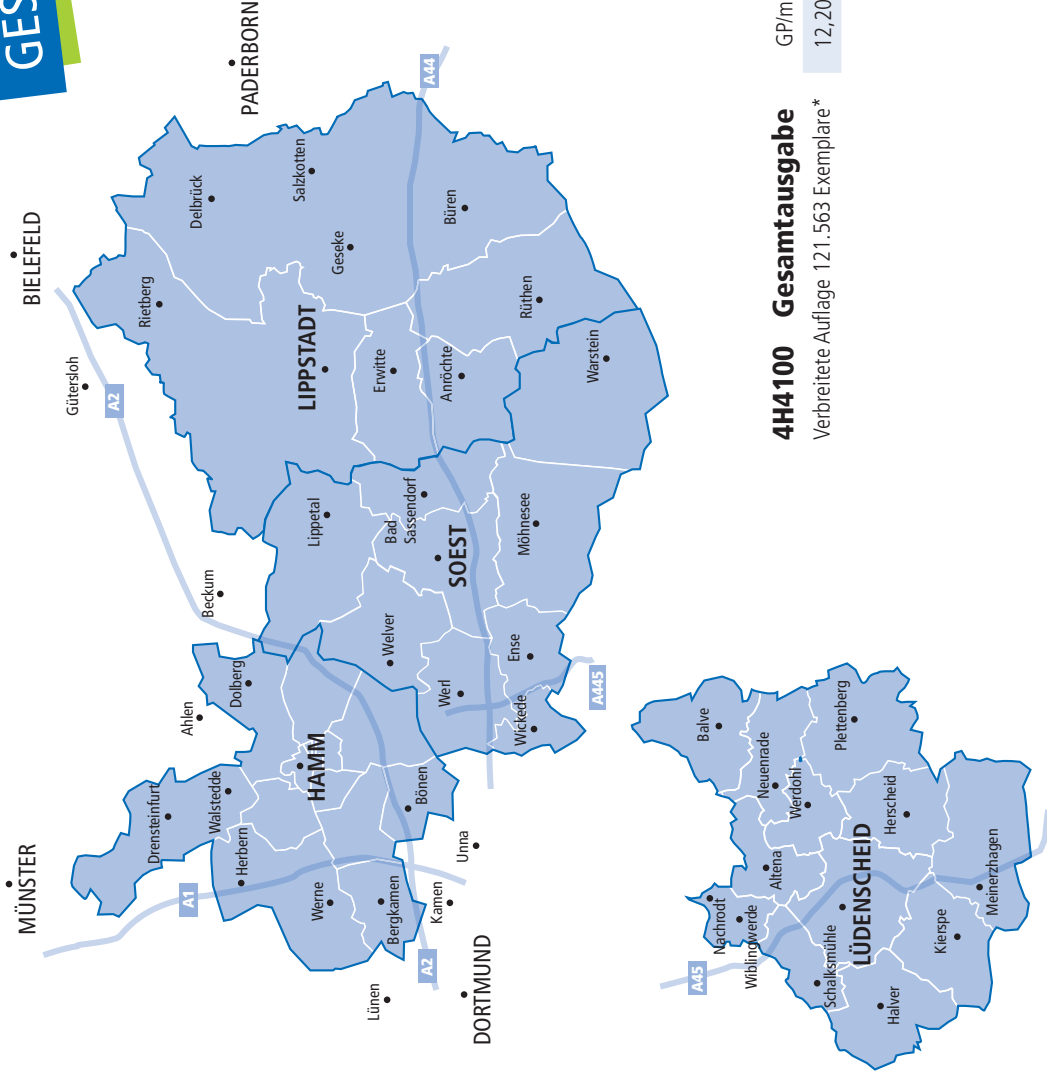 GES
MÜNSTER
BIELEFELD
PADERBORN
Gütersloh
A2
Rietberg
Delbrück
Salzkotten
A44
Geseke
Büren
LIPPSTADT
Erwitte
Anröchte
Rüthen
Warstein
Beckum
Lippetal
Bad
Sassendorf
SOEST
Möhnesee
Welver
Werl
Ense
Wickede
A445
Ahlen
Dolberg
Drensteinfurt
Walstedde
HAMM
Herbern
A1
Werne
Bergkamen
Bönen
Unna
Kamen
A2
Lünen
DORTMUND
Balve
Neuenrade
Werdohl
Plettenberg
Altena
Herscheid
Nachrodt
Wiblingwerde
A45
LÜDENSCHEID
Schalksmühle
Halver
Kierspe
Meinerzhagen
4H4100 Gesamtausgabe
Verbreitete Auflage 121.563 Exemplare*
GP/m
12,20